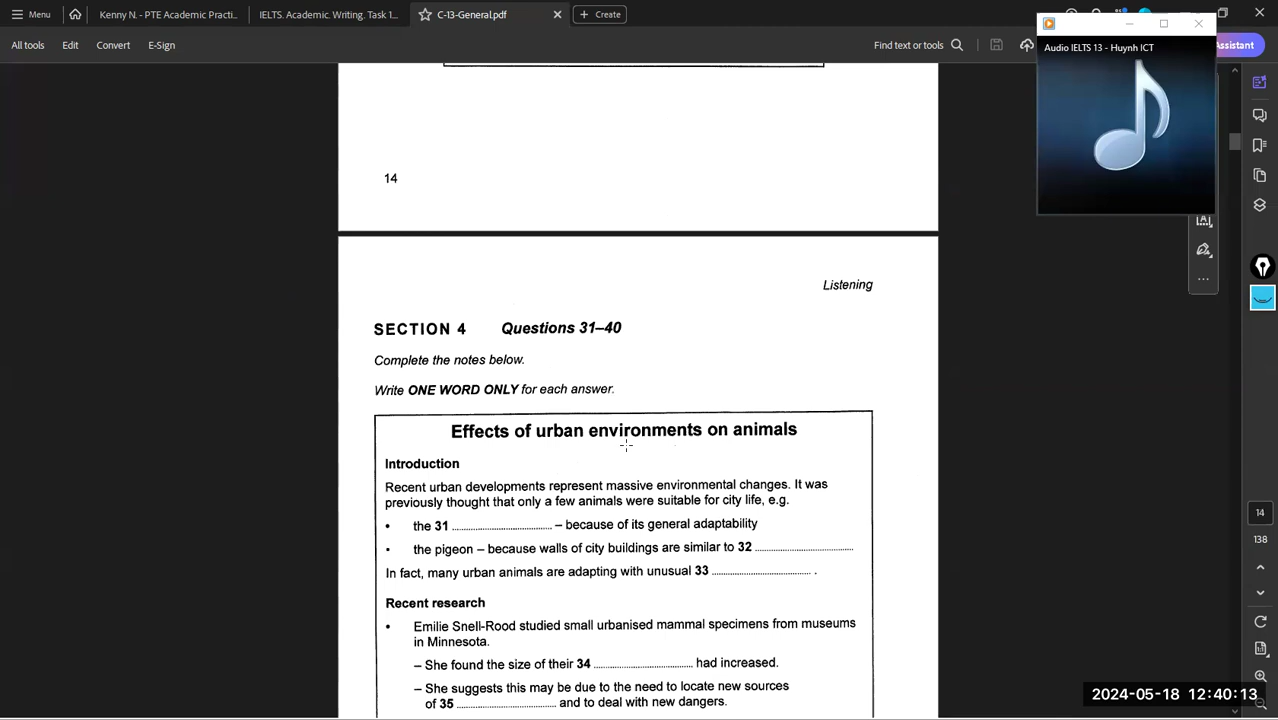 Menu
Kenny N. - PTE Academic Practi...
IELTS. Academic. Writing. Task 1...
C-13-General.pdf
Create
All tools
Edit
Convert
E-Sign
Find text or tools
Assistant
Audio IELTS 13 - Huynh ICT
14
Listening
SECTION 4 Questions 31–40
Complete the notes below.
Write ONE WORD ONLY for each answer.
Effects of urban environments on animals
Introduction
Recent urban developments represent massive environmental changes. It was
previously thought that only a few animals were suitable for city life, e.g.
• the 31 .................................. – because of its general adaptability
• the pigeon – because walls of city buildings are similar to 32 ..................................
In fact, many urban animals are adapting with unusual 33 .................................. .
Recent research
• Emilie Snell-Rood studied small urbanised mammal specimens from museums
in Minnesota.
– She found the size of their 34 .................................. had increased.
– She suggests this may be due to the need to locate new sources
of 35 .................................. and to deal with new dangers.
14
138
2024-05-18 12:40:13